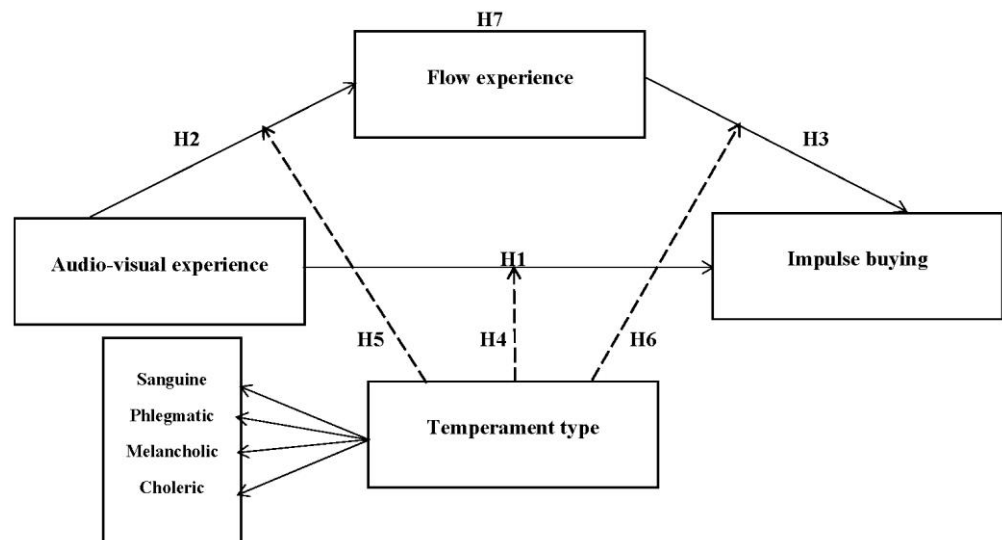 H7
Flow experience
H2
H3
Audio-visual experience
H1
Impulse buying
H5
H4
H6
Sanguine
Phlegmatic
Melancholic
Choleric
Temperament type